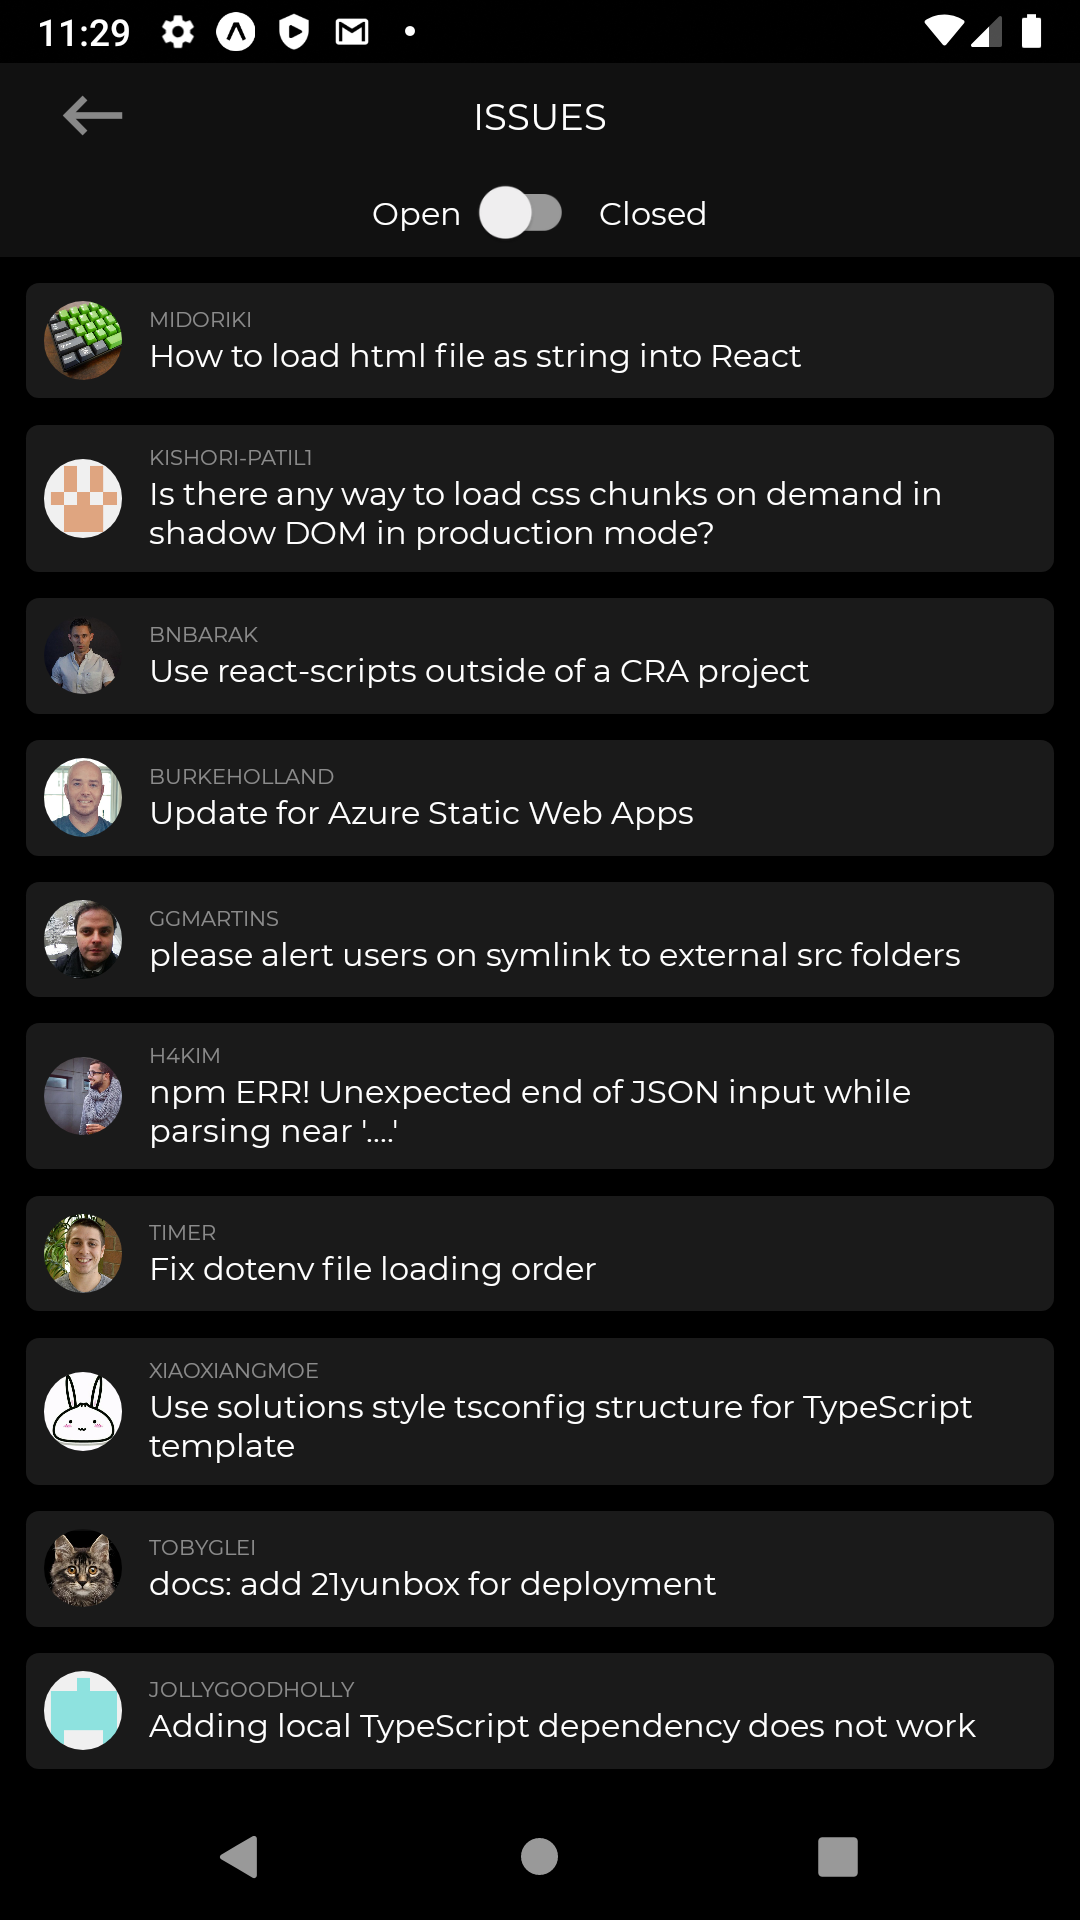 11:29
ISSUES
Open Closed
MIDORIKI
How to load html file as string into React
KISHORI-PATIL1
Is there any way to load css chunks on demand in
shadow DOM in production mode?
BNBARAK
Use react-scripts outside of a CRA project
BURKEHOLLAND
Update for Azure Static Web Apps
GGMARTINS
please alert users on symlink to external src folders
H4KIM
npm ERR! Unexpected end of JSON input while
parsing near '....'
TIMER
Fix dotenv file loading order
XIAOXIANGMOE
Use solutions style tsconfig structure for TypeScript
template
TOBYGLEI
docs: add 21yunbox for deployment
JOLLYGOODHOLLY
Adding local TypeScript dependency does not work